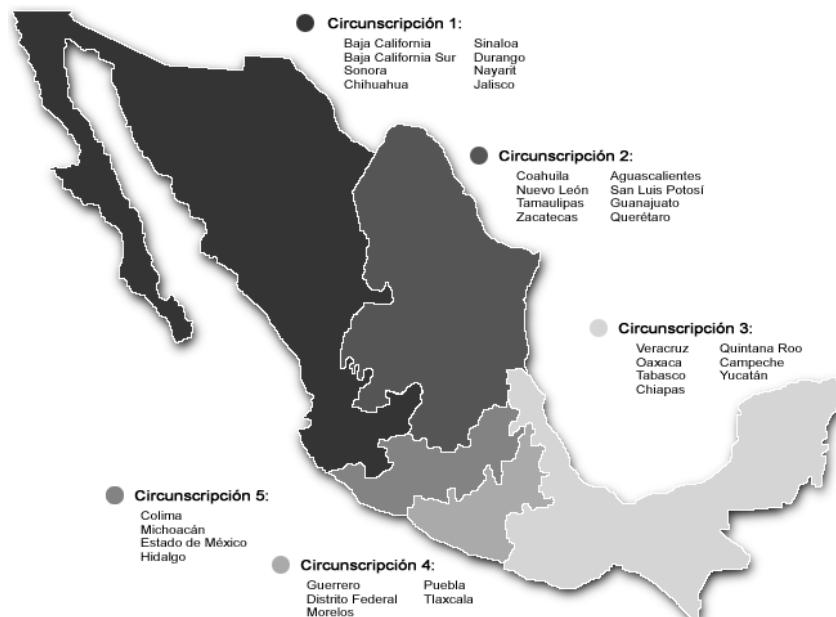 Circunscripción 1:
Baja California Sinaloa
Baja California Sur Durango
Sonora Nayarit
Chihuahua Jalisco
Circunscripción 2:
Coahuila Aguascalientes
Nuevo León San Luis Potosí
Tamaulipas Guanajuato
Zacatecas Querétaro
Circunscripción 3:
Veracruz Quintana Roo
Oaxaca Campeche
Tabasco Yucatán
Chiapas
Circunscripción 5:
Colima
Michoacán
Estado de México
Hidalgo
Circunscripción 4:
Guerrero Puebla
Distrito Federal Tlaxcala
Morelos